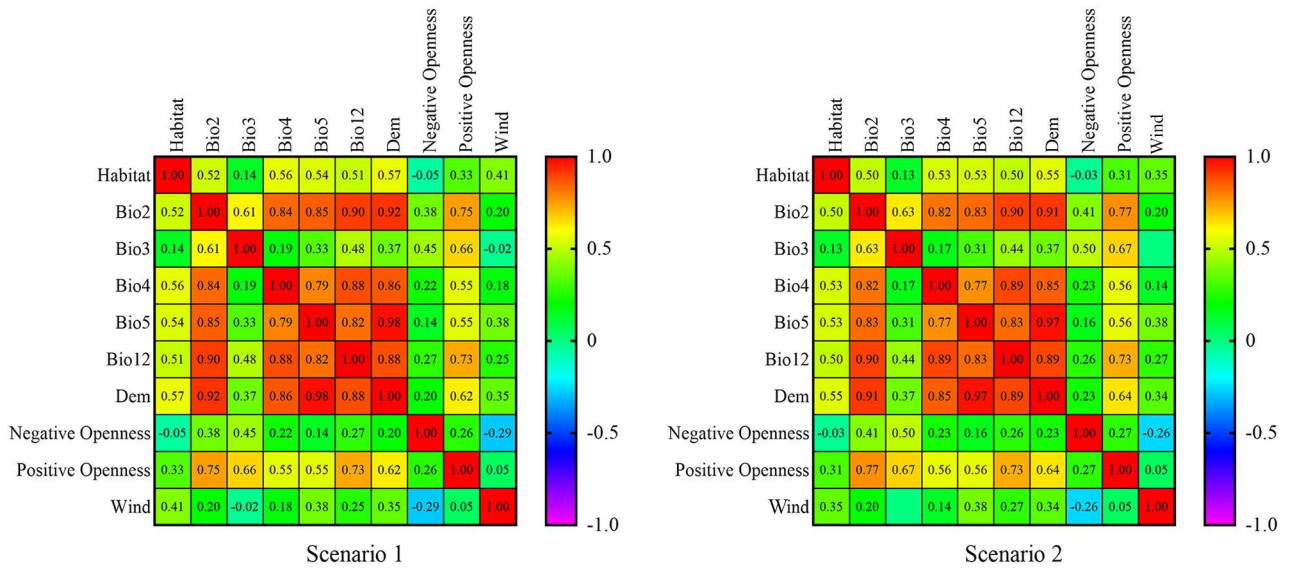 Habitat Bio2 Bio3 Bio4 Bio5 Bio12 Dem Negative Openness Positive Openness Wind
Habitat 1.00 0.52 0.14 0.56 0.54 0.51 0.57 -0.05 0.33 0.41
Bio2 0.52 1.00 0.61 0.84 0.85 0.90 0.92 0.38 0.75 0.20
Bio3 0.14 0.61 1.00 0.19 0.33 0.48 0.37 0.45 0.66 -0.02
Bio4 0.56 0.84 0.19 1.00 0.79 0.88 0.86 0.22 0.55 0.18
Bio5 0.54 0.85 0.33 0.79 1.00 0.82 0.98 0.14 0.55 0.38
Bio12 0.51 0.90 0.48 0.88 0.82 1.00 0.88 0.27 0.73 0.25
Dem 0.57 0.92 0.37 0.86 0.98 0.88 1.00 0.20 0.62 0.35
Negative Openness -0.05 0.38 0.45 0.22 0.14 0.27 0.20 1.00 0.26 -0.29
Positive Openness 0.33 0.75 0.66 0.55 0.55 0.73 0.62 0.26 1.00 0.05
Wind 0.41 0.20 -0.02 0.18 0.38 0.25 0.35 -0.29 0.05 1.00
1.0
0.5
0
-0.5
-1.0
Scenario 1
Habitat Bio2 Bio3 Bio4 Bio5 Bio12 Dem Negative Openness Positive Openness Wind
Habitat 1.00 0.50 0.13 0.53 0.53 0.50 0.55 -0.03 0.31 0.35
Bio2 0.50 1.00 0.63 0.82 0.83 0.90 0.91 0.41 0.77 0.20
Bio3 0.13 0.63 1.00 0.17 0.31 0.44 0.37 0.50 0.67
Bio4 0.53 0.82 0.17 1.00 0.77 0.89 0.85 0.23 0.56 0.14
Bio5 0.53 0.83 0.31 0.77 1.00 0.83 0.97 0.16 0.56 0.38
Bio12 0.50 0.90 0.44 0.89 0.83 1.00 0.89 0.26 0.73 0.27
Dem 0.55 0.91 0.37 0.85 0.97 0.89 1.00 0.23 0.64 0.34
Negative Openness -0.03 0.41 0.50 0.23 0.16 0.26 0.23 1.00 0.27 -0.26
Positive Openness 0.31 0.77 0.67 0.56 0.56 0.73 0.64 0.27 1.00 0.05
Wind 0.35 0.20 0.14 0.38 0.27 0.34 -0.26 0.05 1.00
1.0
0.5
0
-0.5
-1.0
Scenario 2